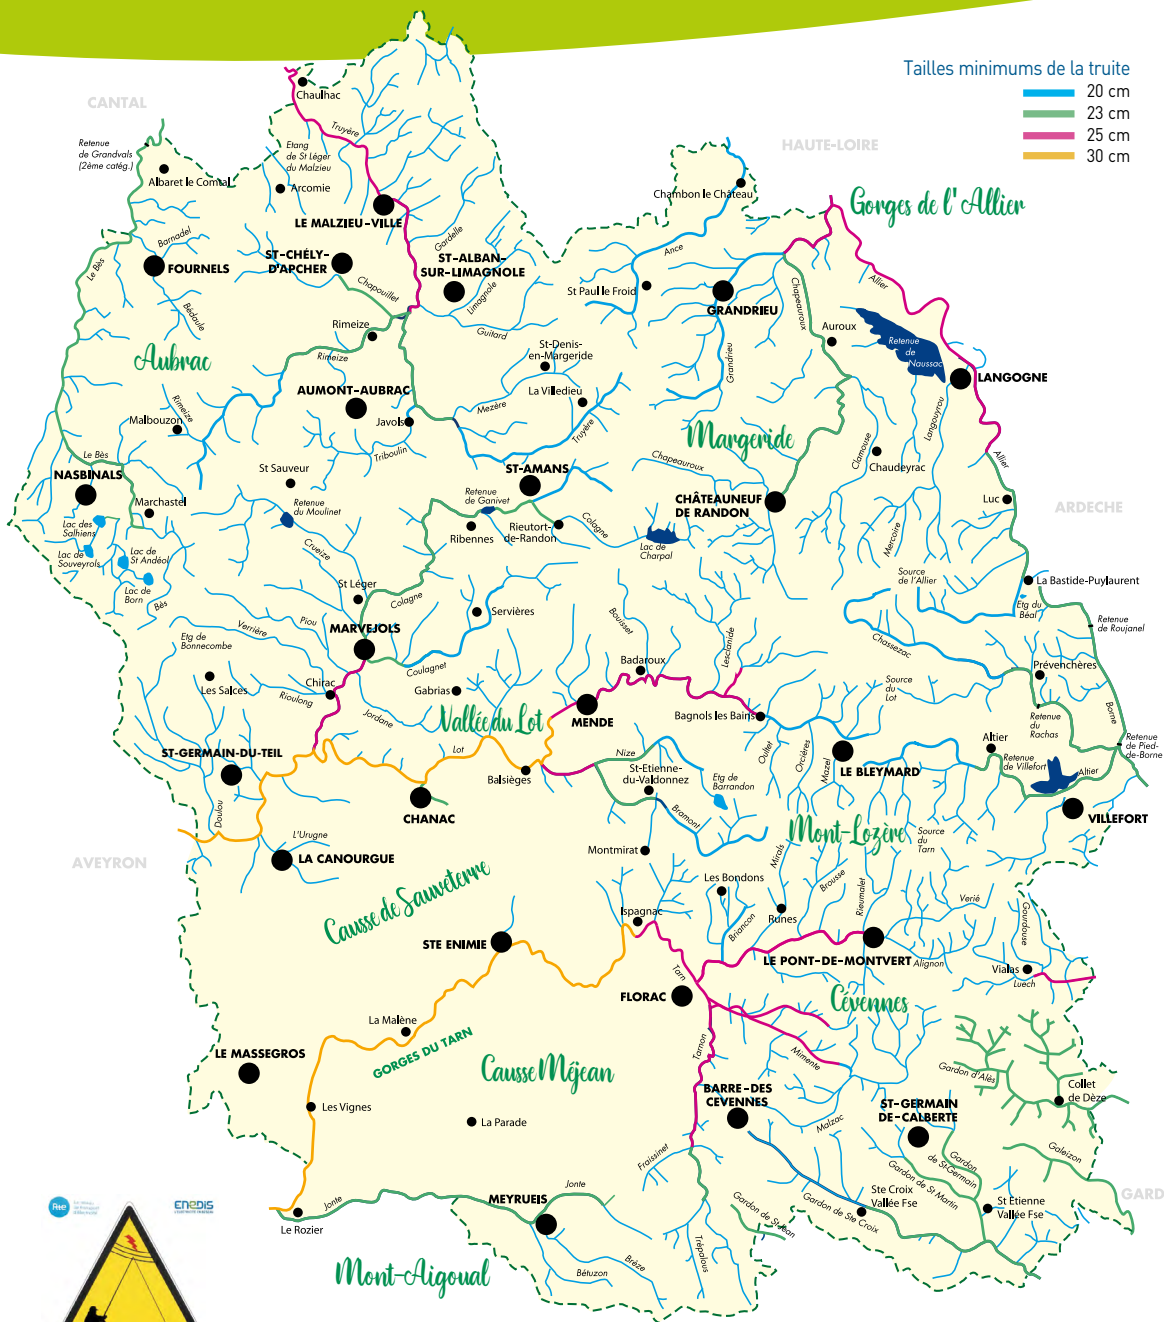 Tailles minimums de la truite
20 cm
23 cm
25 cm
30 cm
CANTAL
HAUTE-LOIRE
Chaulhac
Truyère
Retenue
de Grandvals
(2ème catég.)
Albaret le Comtal
Etang
de St Léger
du Malzieu
Arcomie
LE MALZIEU-VILLE
Chambon le Château
Gorges de l'Allier
Barnadel
Le Bès
FOURNELS
ST-CHÉLY-
D'APCHER
Gardelle
ST-ALBAN-
SUR-LIMAGNOLE
Ance
Allier
Chapouillet
Limagnole
St Paul le Froid
GRANDRIEU
Chapeauroux
Bédaule
Rimeize
Guitard
Auroux
Retenue
de
Naussac
Aubrac
Rimeize
St-Denis-
en-Margeride
Grandrieu
LANGOGNE
AUMONT-AUBRAC
La Villedieu
Rimeize
Mezère
Malbouzon
Javols
Truyère
Margeride
Langouyrou
Clamouse
Le Bès
Triboulin
Chapeauroux
Chaudeyrac
Allier
NASBINALS
St Sauveur
ST-AMANS
Marchastel
Retenue
du Moulinet
Retenue
de Ganivet
CHÂTEAUNEUF
DE RANDON
Luc
ARDECHE
Lac des
Salhiens
Ribennes
Rieutort-
de-Randon
Colagne
Mercoire
Lac de
Souveyrols
Lac de
St Andéol
Crueize
Lac de
Charpal
Source
de l'Allier
Lac de
Born
Bès
St Léger
Colagne
La Bastide-Puylaurent
Etg du
Béal
Servières
Bouisset
Piou
Verrière
MARVEJOLS
Lesclanide
Chassezac
Retenue
de Roujanel
Etg de
Bonnecombe
Coulagnet
Badaroux
Prévenchères
Les Salces
Chirac
Rioulong
Gabrias
Source
du
Lot
Jordane
Vallée du Lot
MENDE
Bagnols les Bains
Borne
Retenue
du
Rachas
Lot
Altier
Retenue
de Pied-
de-Borne
ST-GERMAIN-DU-TEIL
Nize
Oultet
Orcières
Mazel
LE BLEYMARD
Retenue
de Villefort
Altier
Balsièges
St-Etienne-
du-Valdonnez
Etg de
Barrandon
CHANAC
VILLEFORT
Doulou
L'Urugne
Bramont
Mont-Lozère
Source
du
Tarn
AVEYRON
LA CANOURGUE
Montmirat
Mirals
Causse de Sauveterre
Les Bondons
Brousse
Rieumalet
Verié
Gourdouse
Ispagnac
Briançon
Runes
STE ENIMIE
LE PONT-DE-MONTVERT
Alignon
Vialas
Luech
Tarn
FLORAC
Cévennes
La Malène
GORGES DU TARN
Tarnon
LE MASSEGROS
Causse Méjean
Mimente
Gardon d'Alès
Collet
de Dèze
BARRE-DES
CEVENNES
ST-GERMAIN
DE-CALBERTE
Les Vignes
La Parade
Malzac
Galeizon
Fraissinet
Gardon
de St-Germain
Gardon de St Martin
Ste Croix
Vallée Fse
St Etienne
Vallée Fse
GARD
Jonte
Jonte
MEYRUEIS
Gardon de St Jean
Gardon de Ste Croix
Le Rozier
Trépalous
Brèze
Bétuzon
Mont-Aigoual
Rte
ENEDIS